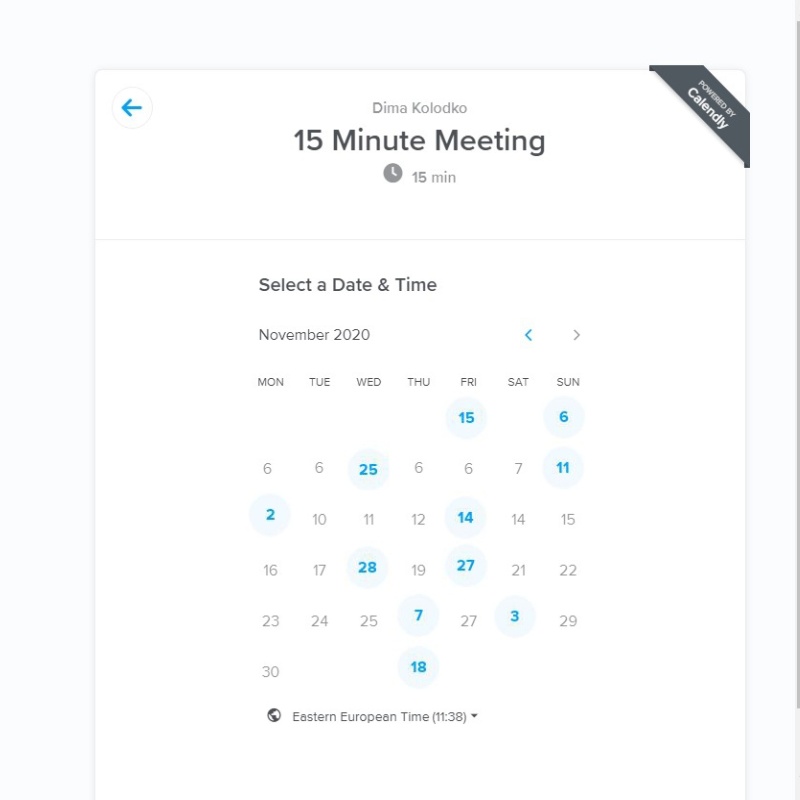 POWERED BY
Calendly
Dima Kolodko
15 Minute Meeting
15 min
Select a Date & Time
November 2020
MON TUE WED THU FRI SAT SUN
15 6
6 6 25 6 6 7 11
2 10 11 12 14 14 15
16 17 28 19 27 21 22
23 24 25 7 27 3 29
30 18
Eastern European Time (11:38)